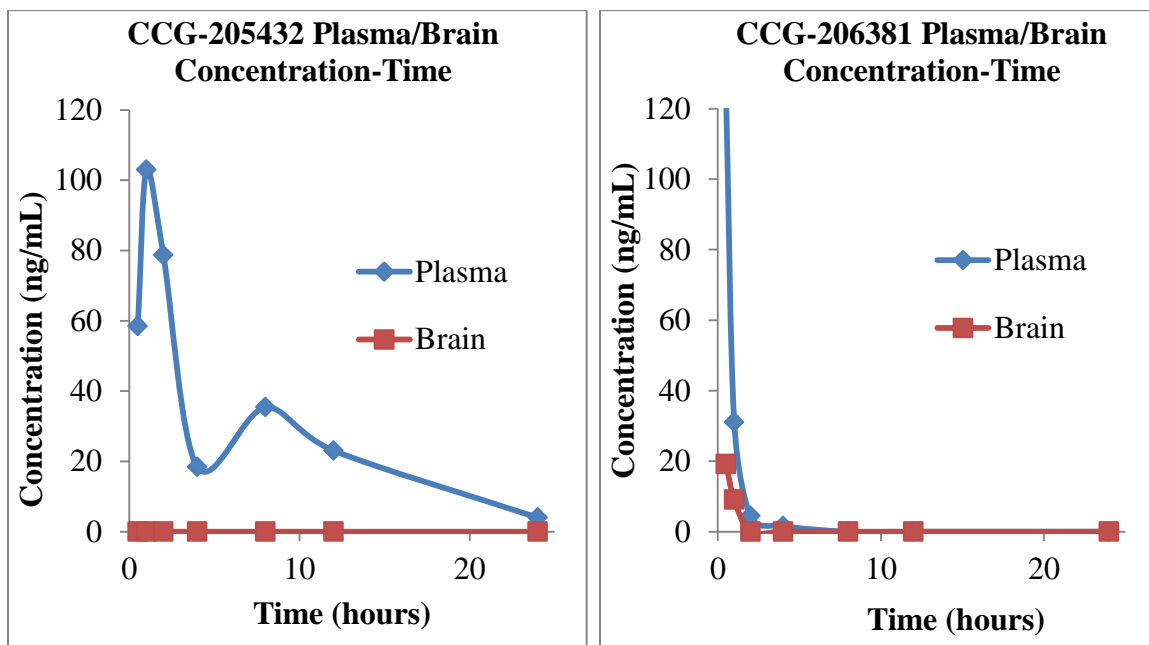 CCG-205432 Plasma/Brain
Concentration-Time
120
100
80
60
40
20
0
Concentration (ng/mL)
Plasma
Brain
0
10
20
Time (hours)
CCG-206381 Plasma/Brain
Concentration-Time
120
100
80
60
40
20
0
Concentration (ng/mL)
Plasma
Brain
0
10
20
Time (hours)